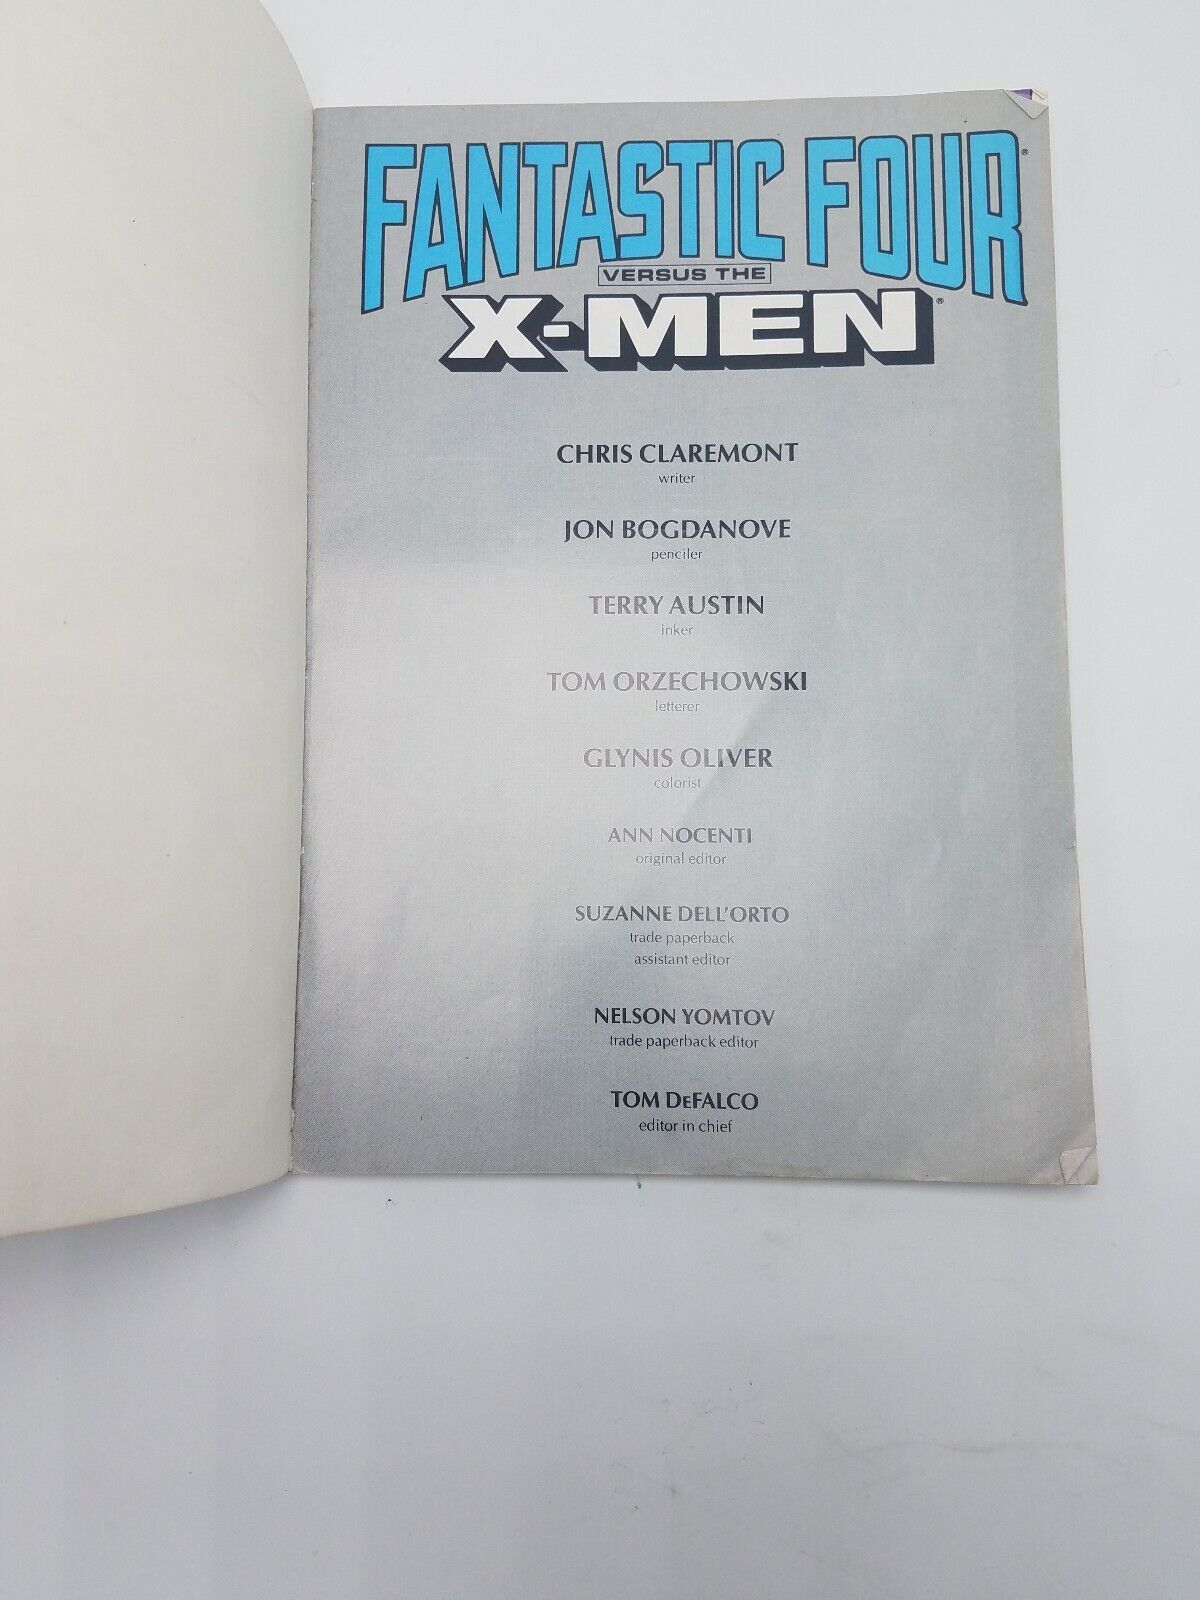 FANTASTIC FOUR®
VERSUS THE
X-MEN®
CHRIS CLAREMONT
writer
JON BOGDANOVE
penciler
TERRY AUSTIN
inker
TOM ORZECHOWSKI
letterer
GLYNIS OLIVER
colorist
ANN NOCENTI
original editor
SUZANNE DELL'ORTO
trade paperback
assistant editor
NELSON YOMTOV
trade paperback editor
TOM DeFALCO
editor in chief